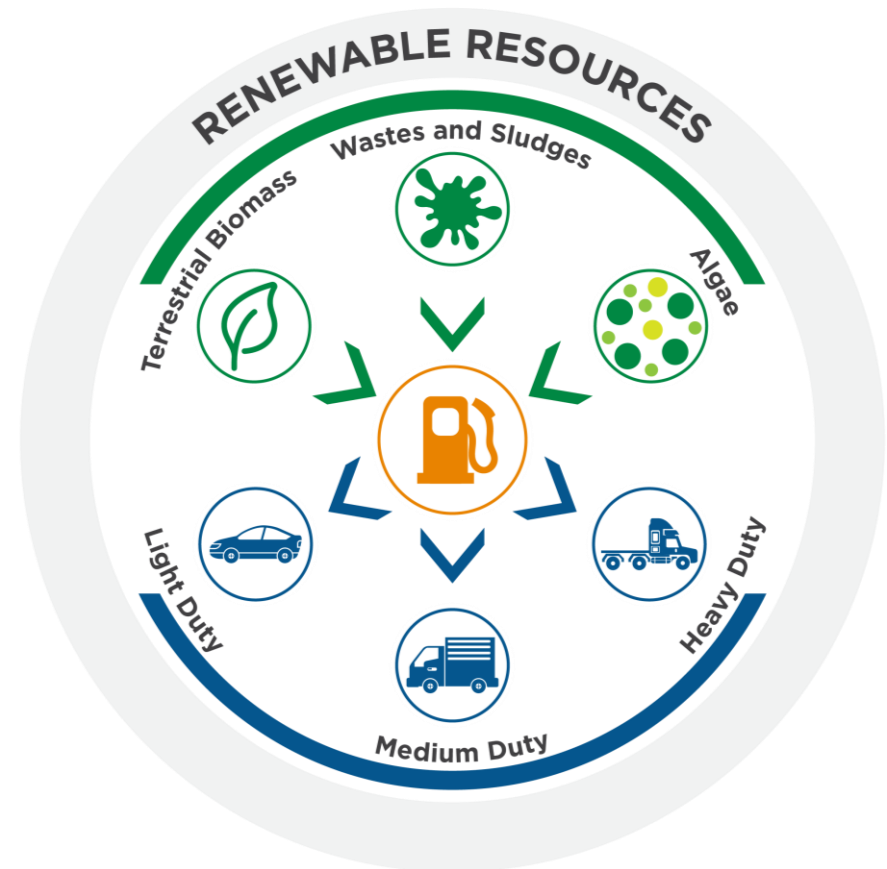 RENEWABLE RESOURCES
Wastes and Sludges
Terrestrial Biomass
Algae
Light Duty
Heavy Duty
Medium Duty